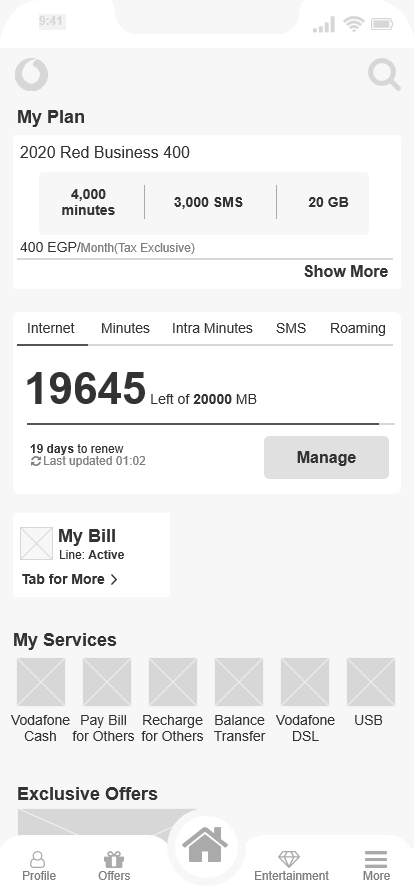 9:41
My Plan
2020 Red Business 400
4,000 minutes
3,000 SMS
20 GB
400 EGP/Month(Tax Exclusive)
Show More
Internet Minutes Intra Minutes SMS Roaming
19645 Left of 20000 MB
19 days to renew
Last updated 01:02
Manage
My Bill
Line: Active
Tab for More
My Services
Vodafone Cash
Pay Bill for Others
Recharge for Others
Balance Transfer
Vodafone DSL
USB
Exclusive Offers
Profile Offers Entertainment More